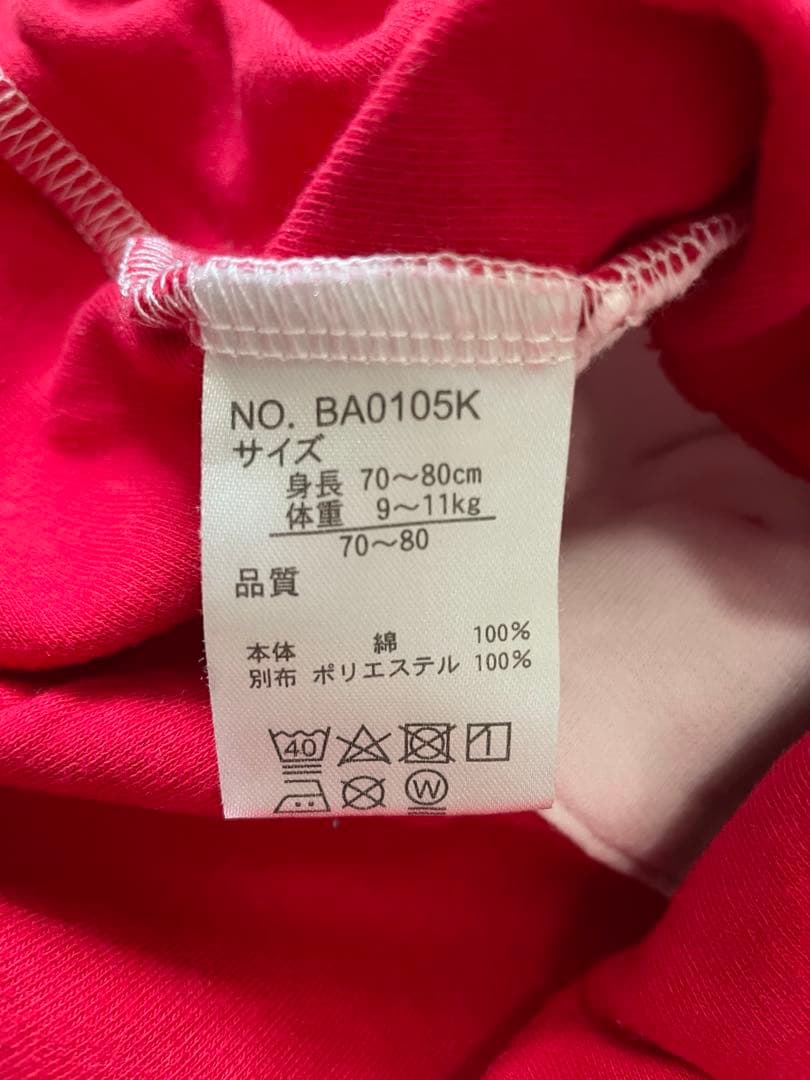 NO. BA0105K
サイズ
身長 70〜80cm
体重 9〜11kg
70〜80
品質
本体 綿 100%
別布 ポリエステル 100%
40
W